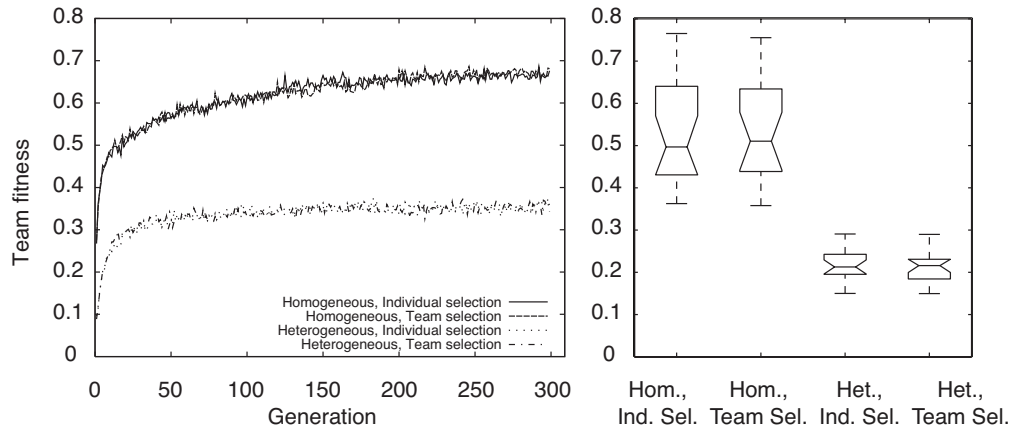 0.8
0.7
0.6
0.5
0.4
0.3
0.2
0.1
0
Team fitness
Homogeneous, Individual selection
Homogeneous, Team selection
Heterogeneous, Individual selection
Heterogeneous, Team selection
0 50 100 150 200 250 300
Generation
0.8
0.7
0.6
0.5
0.4
0.3
0.2
0.1
0
Hom., Hom., Het., Het.,
Ind. Sel. Team Sel. Ind. Sel. Team Sel.